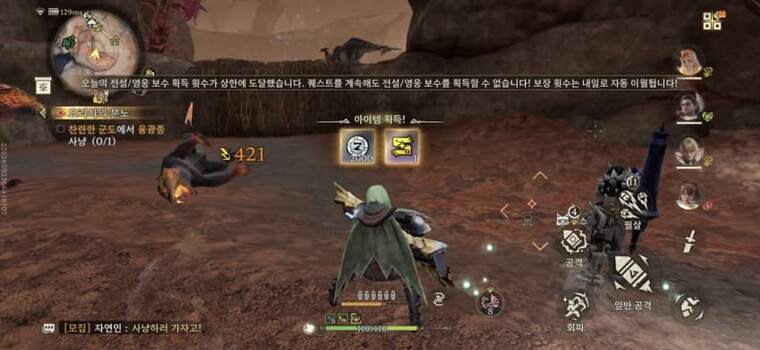 129ms
오늘의 전설/영웅 보수 획득 횟수가 상한에 도달했습니다. 퀘스트를 계속해도 전설/영웅 보수를 획득할 수 없습니다! 보장 횟수는 내일로 자동 이월됩니다!
찬란한 군도에서 용광종
사냥 (0/1)
아이템 획득!
2000
1
421
필살
공격
일반 공격
회피
8
[모집] 자연인 : 사냥하러 가자고!